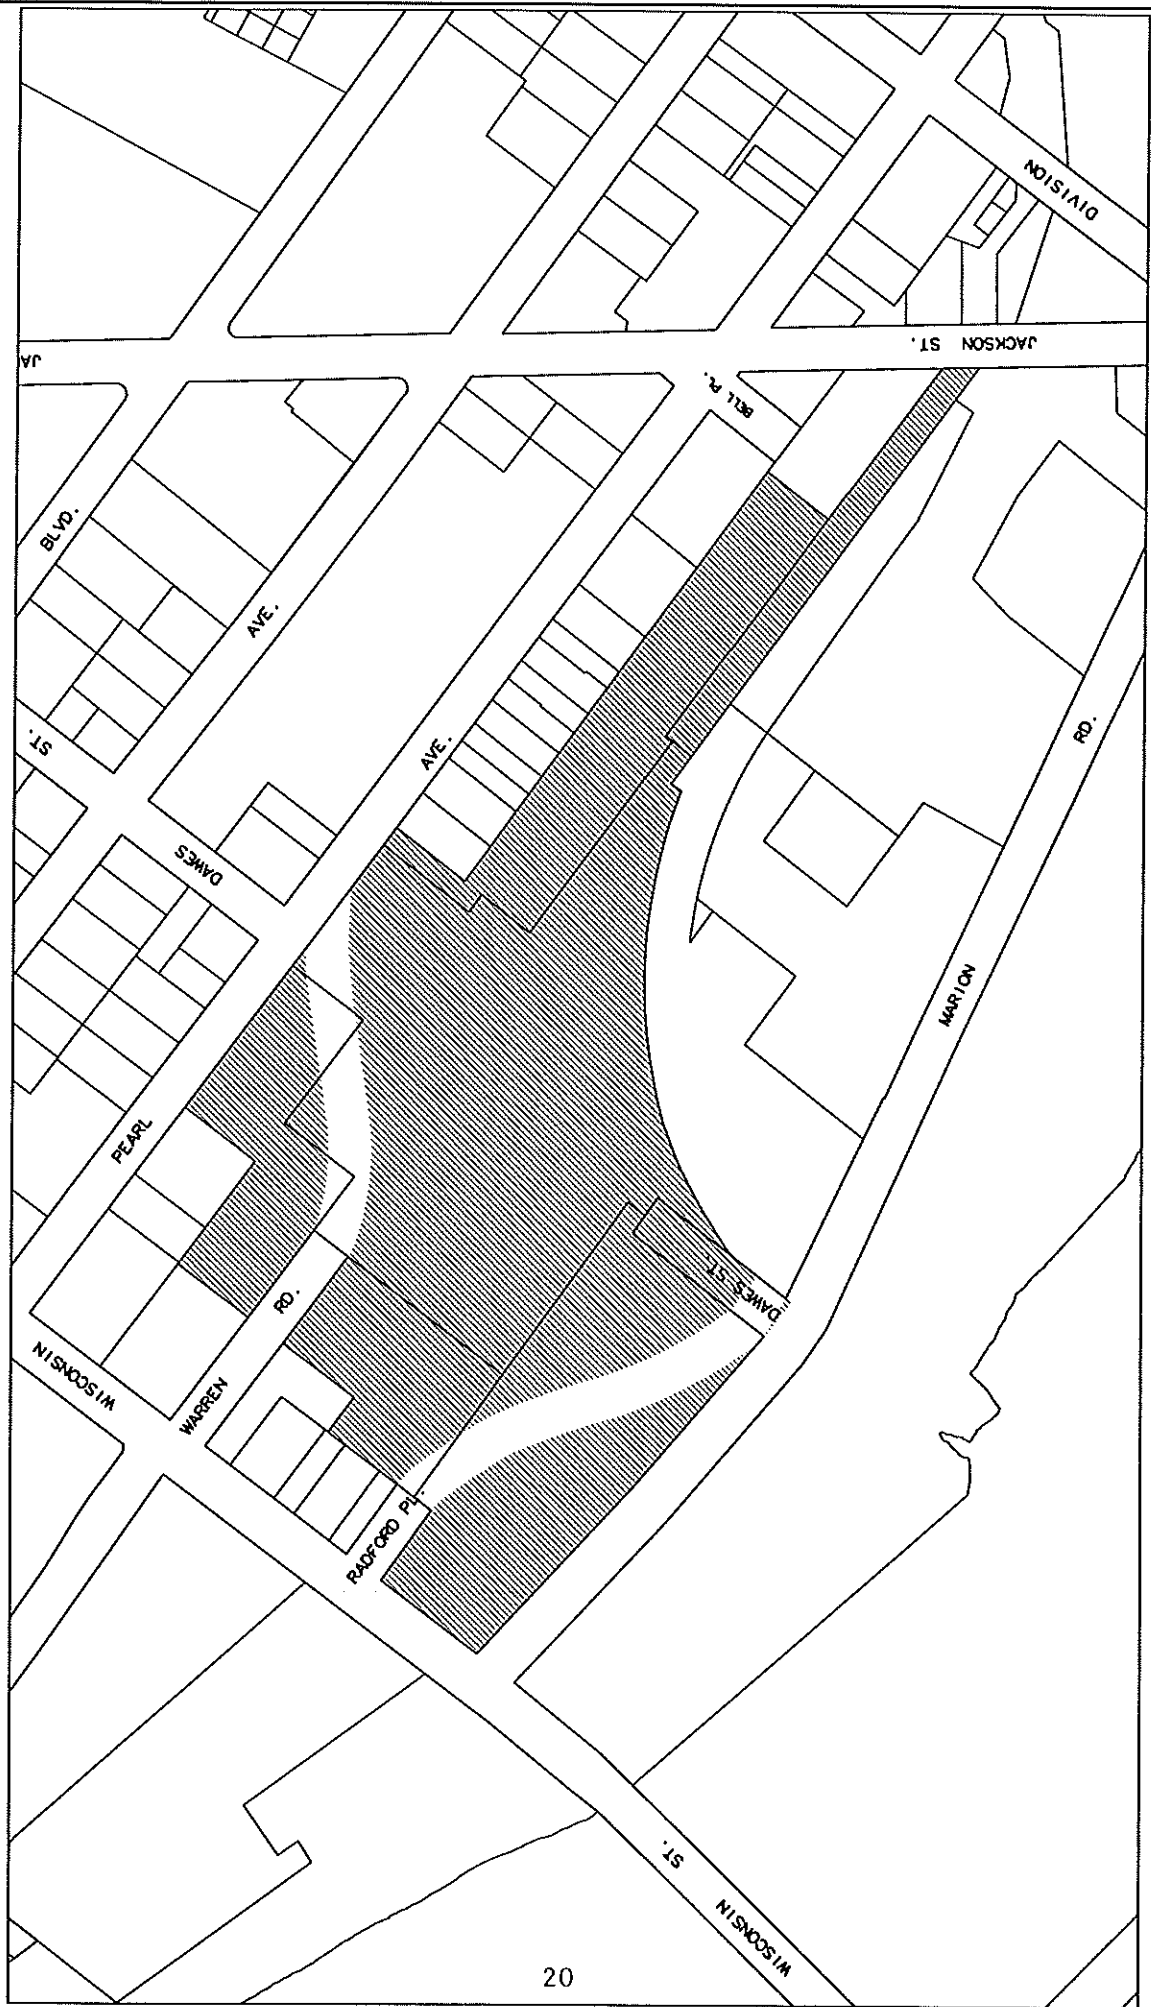 DIVISION
JACKSON ST.
JA
BELL PL.
BLVD.
AVE.
ST.
AVE.
RD.
DAWES
MARION
PEARL
DAWES ST.
RD.
WISCONSIN
WARREN
RADFORD PL.
ST.
WISCONSIN
20